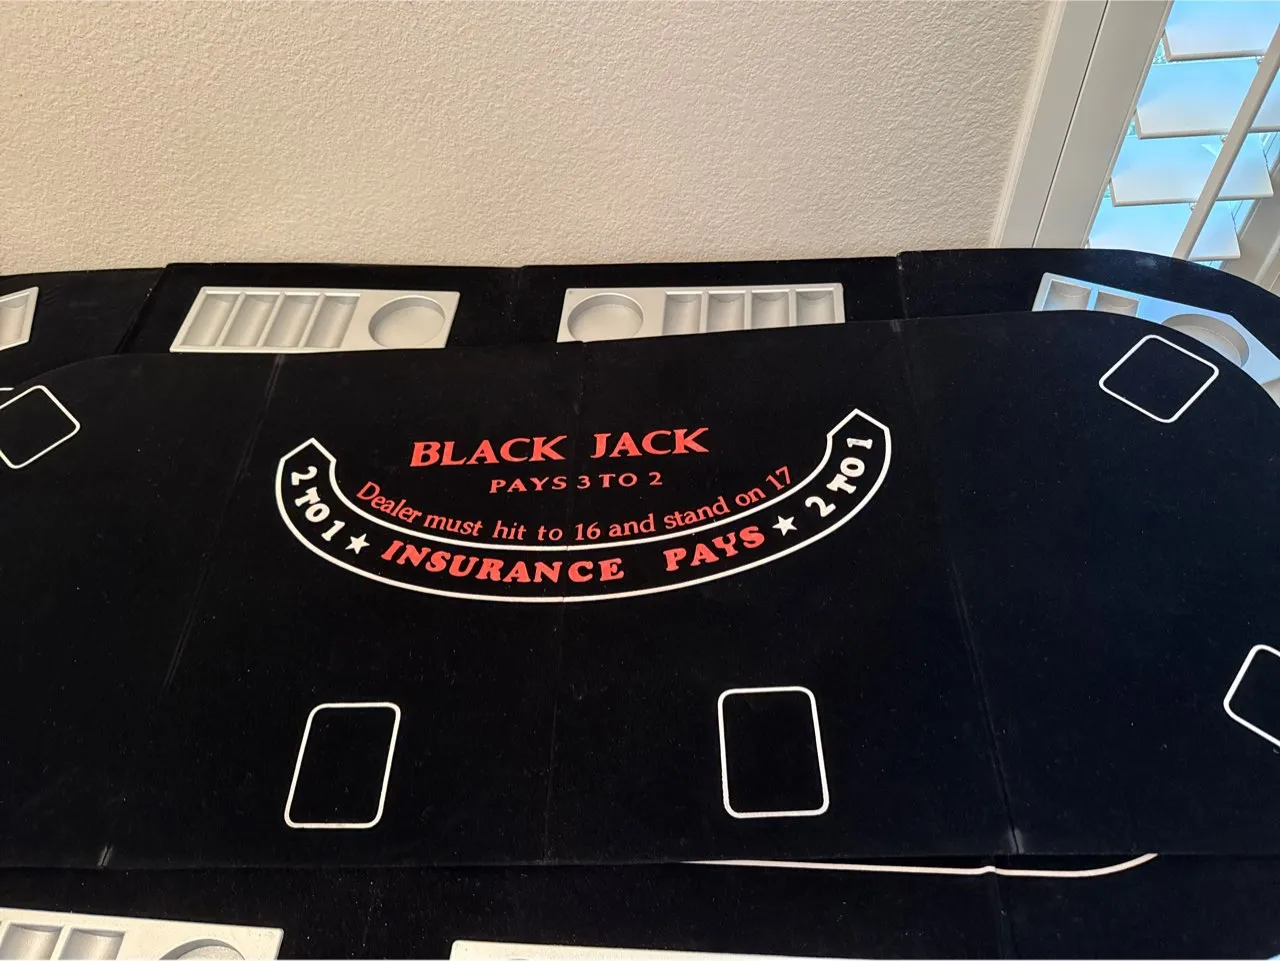 BLACK JACK
PAYS 3 TO 2
Dealer must hit to 16 and stand on 17
2 TO 1 ★ INSURANCE PAYS ★ 2 TO 1